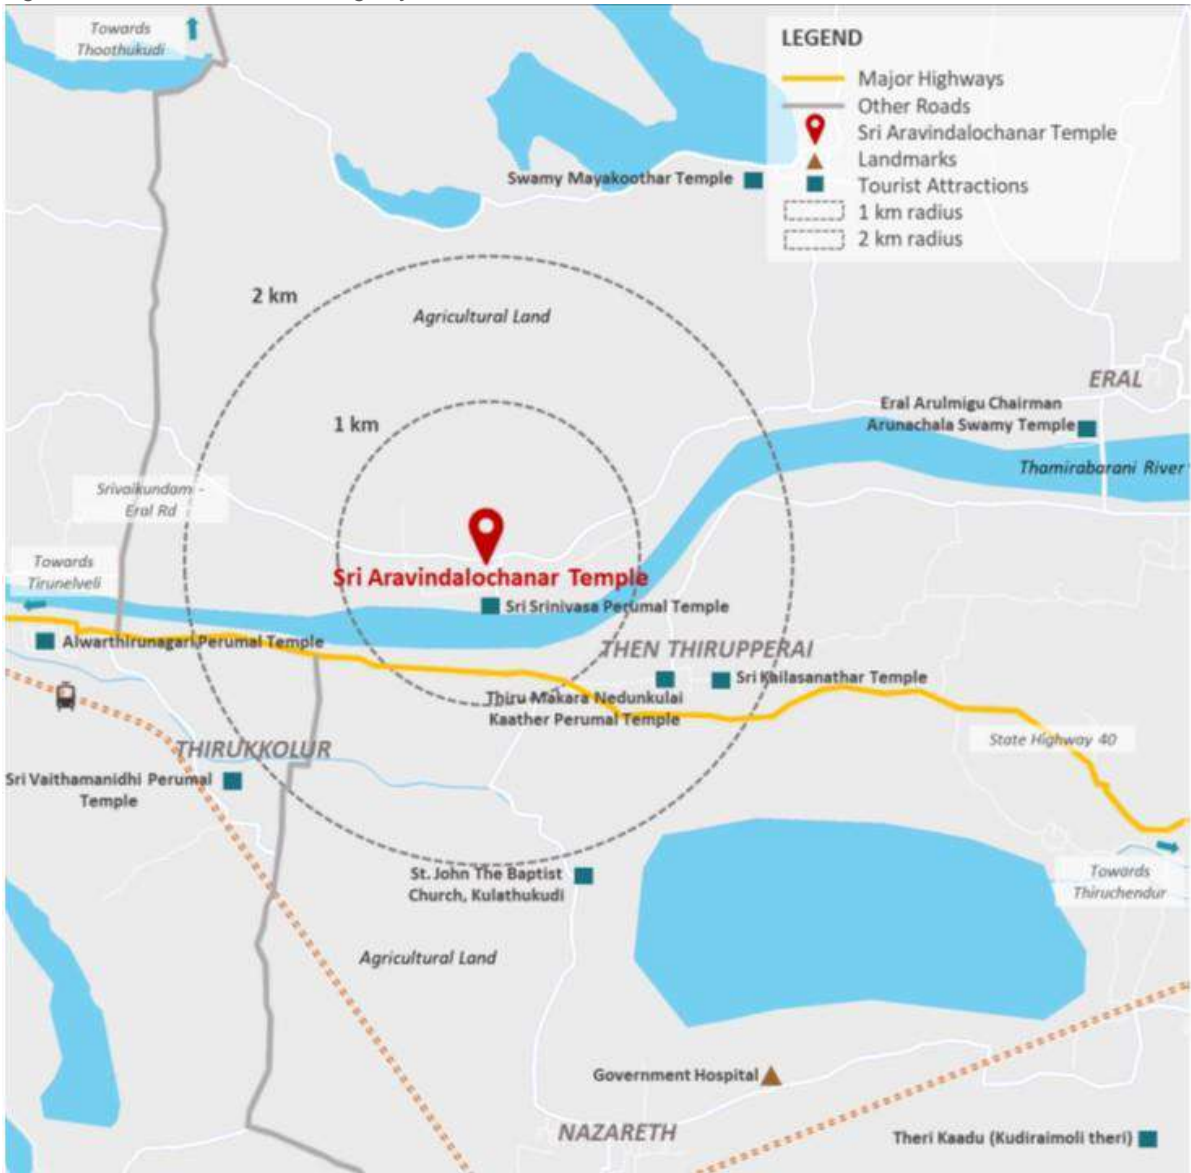 Towards
Thoothukudi
LEGEND
Major Highways
Other Roads
Sri Aravindalochanar Temple
Landmarks
Tourist Attractions
1 km radius
2 km radius
Swamy Mayakoothar Temple
2 km
Agricultural Land
1 km
ERAL
Eral Arulmigu Chairman
Arunachala Swamy Temple
Thamirabarani River
Srivaikundam -
Eral Rd
Towards
Tirunelveli
Sri Aravindalochanar Temple
Sri Srinivasa Perumal Temple
Alwarthirunagari Perumal Temple
THEN THIRUPPERAI
Sri Kailasanathar Temple
Thiru Makara Nedunkulai
Kaather Perumal Temple
State Highway 40
THIRUKKOLUR
Sri Vaithamanidhi Perumal
Temple
St. John The Baptist
Church, Kulathukudi
Towards
Thiruchendur
Agricultural Land
Government Hospital
NAZARETH
Theri Kaadu (Kudiraimoli theri)